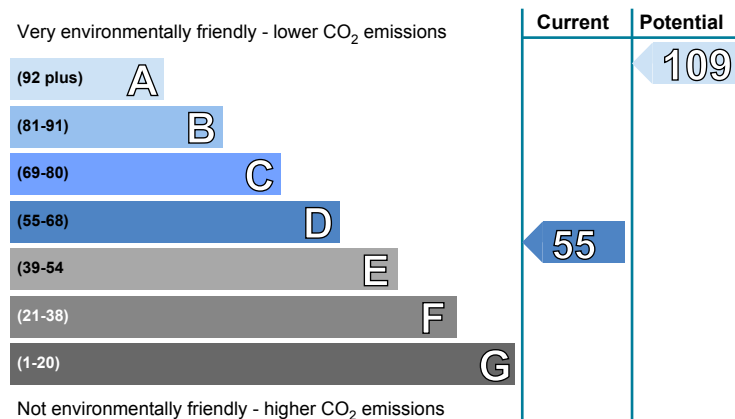 Very environmentally friendly - lower CO₂ emissions
Current
Potential
(92 plus) A
109
(81-91) B
(69-80) C
(55-68) D
55
(39-54 E
(21-38) F
(1-20) G
Not environmentally friendly - higher CO₂ emissions